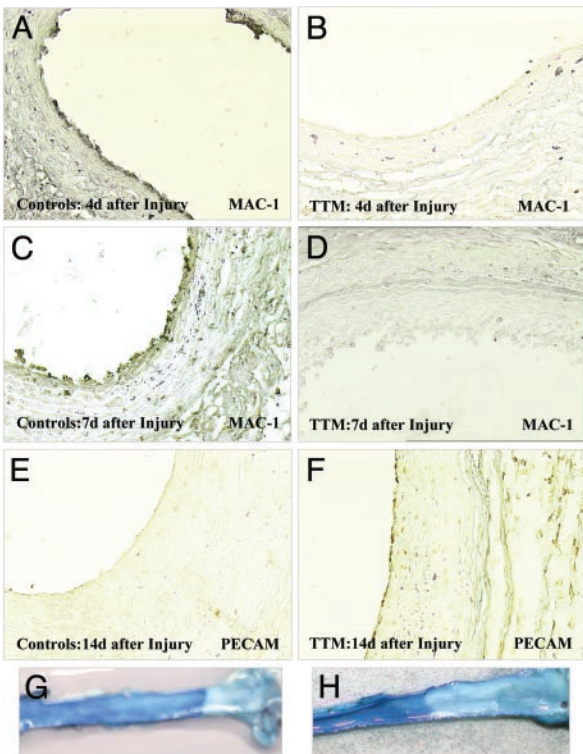 A
B
Controls: 4d after Injury MAC-1
TTM: 4d after Injury MAC-1
C
D
Controls:7d after Injury MAC-1
TTM:7d after Injury MAC-1
E
F
Controls:14d after Injury PECAM
TTM:14d after Injury PECAM
G
H